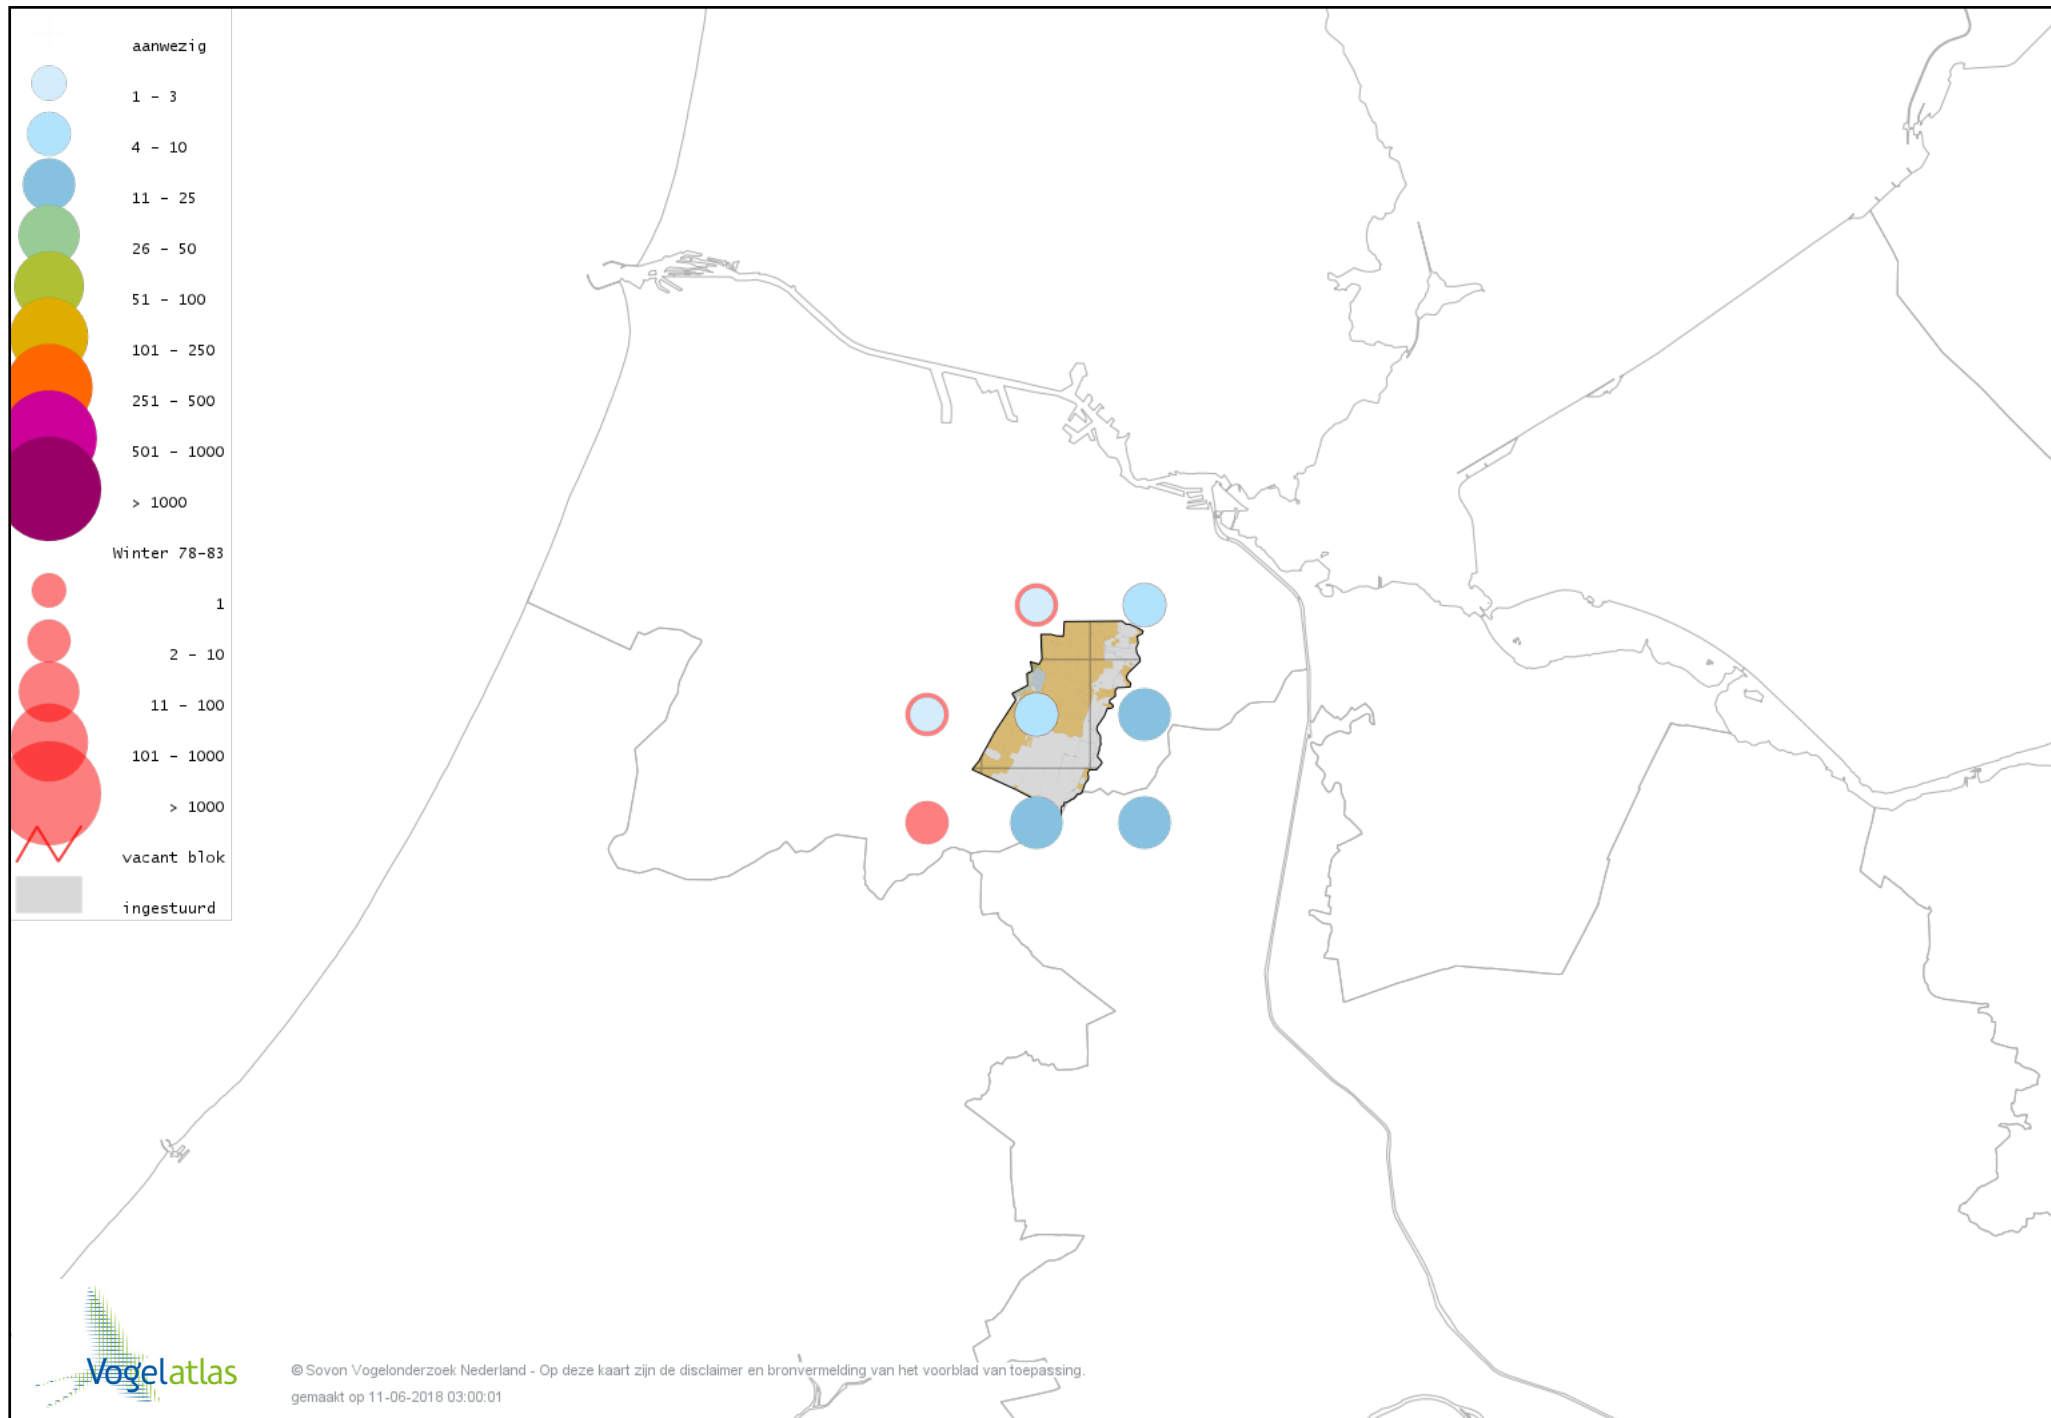 aanwezig
1 - 3
4 - 10
11 - 25
26 - 50
51 - 100
101 - 250
251 - 500
501 - 1000
> 1000
Winter 78-83
1
2 - 10
11 - 100
101 - 1000
> 1000
vacant blok
ingestuurd
Vogelatlas
© Sovon Vogelonderzoek Nederland - Op deze kaart zijn de disclaimer en bronvermelding van het voorblad van toepassing.
gemaakt op 11-06-2018 03:00:01